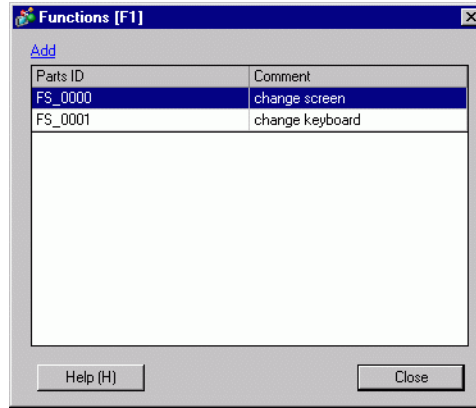 Functions [F1]
Add
Parts ID Comment
FS_0000 change screen
FS_0001 change keyboard
Help (H) Close